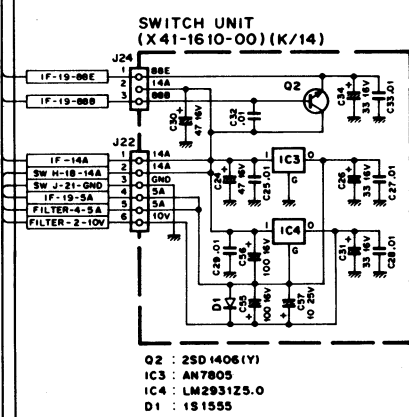 SWITCH UNIT
(X41-1610-00)(K/14)
J24
IF-19-88E
1
88E
2
14A
IF-19-8BB
3
8BB
Q2
C30
47 16V
C32
.01
C34
33 16V
C33.01
J22
IF-14A
1
14A
SW H-18-14A
2
14A
SW J-21-GND
3
GND
IF-19-5A
4
5A
FILTER-4-5A
5
5A
FILTER-2-10V
6
10V
C24
47 16V
C25.01
I
IC3
O
G
C26
33 16V
C27.01
I
IC4
O
G
C29.01
C56
100 16V
C31
33 16V
C28.01
D1
C55
100 16V
C57
10 25V
Q2 : 2SD1406(Y)
IC3 : AN7805
IC4 : LM2931Z5.0
D1 : 1S1555